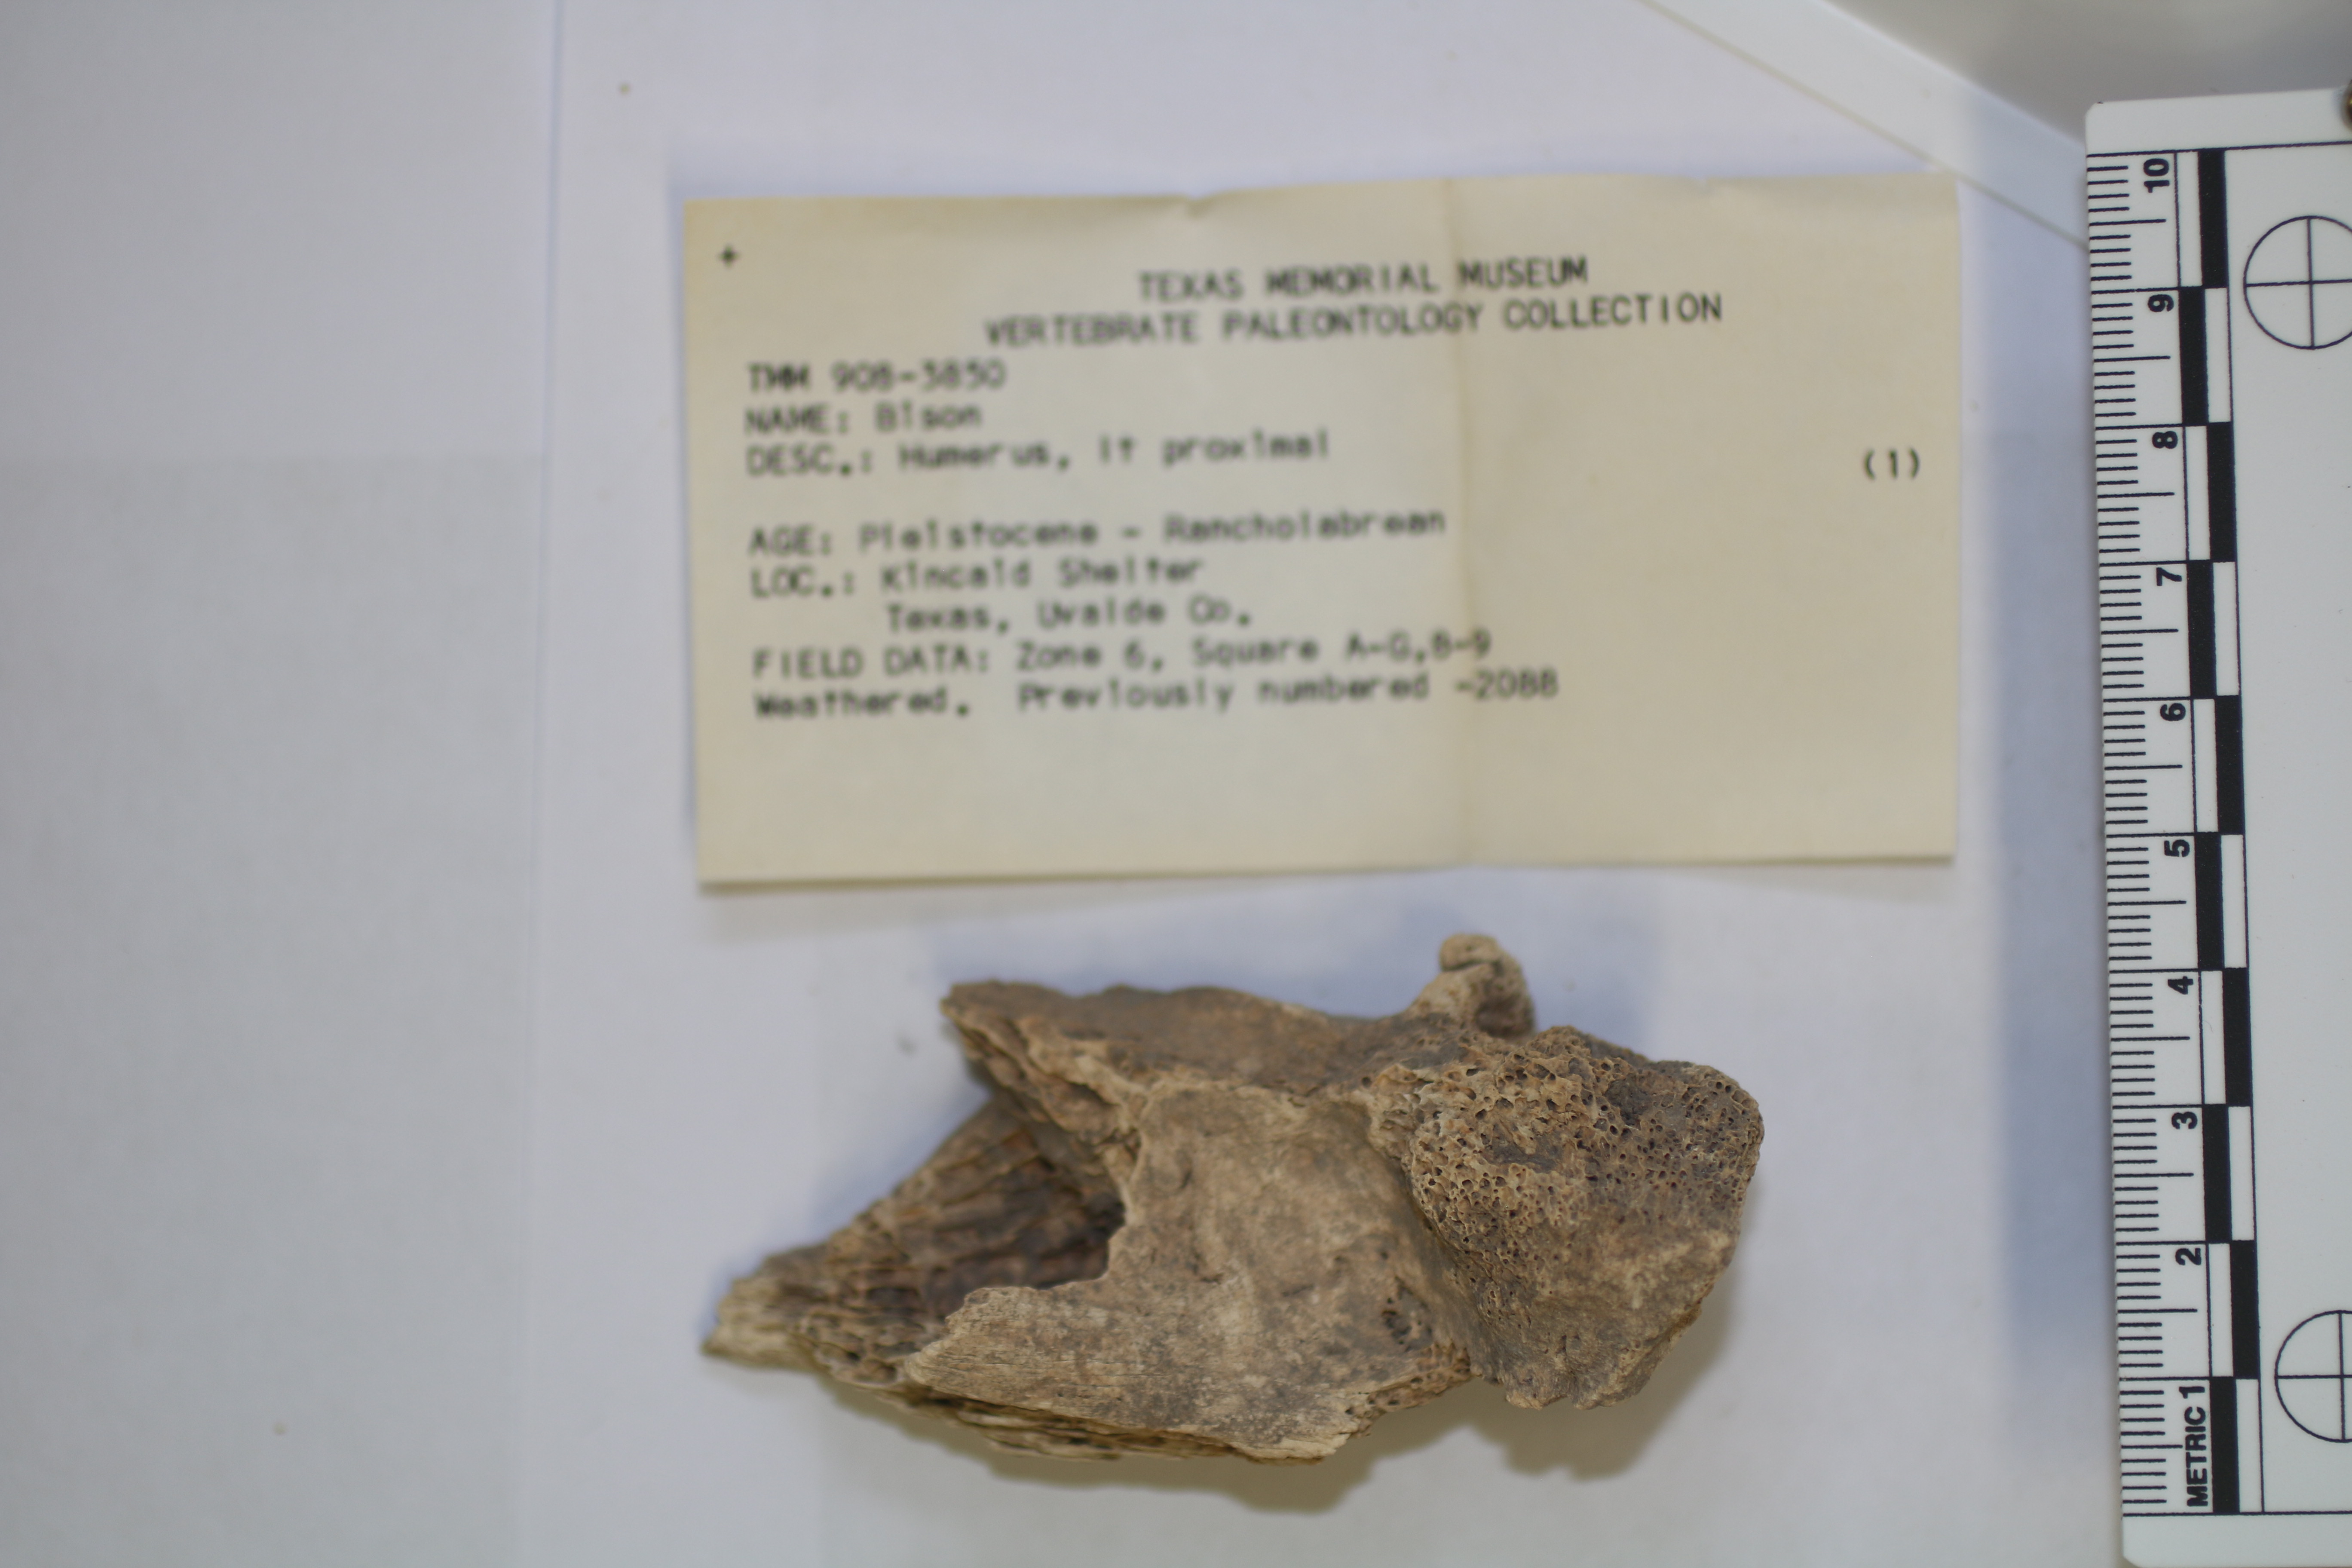 +
TEXAS MEMORIAL MUSEUM
VERTEBRATE PALEONTOLOGY COLLECTION
TMM 908-3850
NAME: Bison
DESC.: Humerus, lt proximal (1)
AGE: Pleistocene - Rancholabrean
LOC.: Kincaid Shelter
Texas, Uvalde Co.
FIELD DATA: Zone 6, Square A-G,8-9
Weathered. Previously numbered -2088
METRIC 1 2 3 4 5 6 7 8 9 10